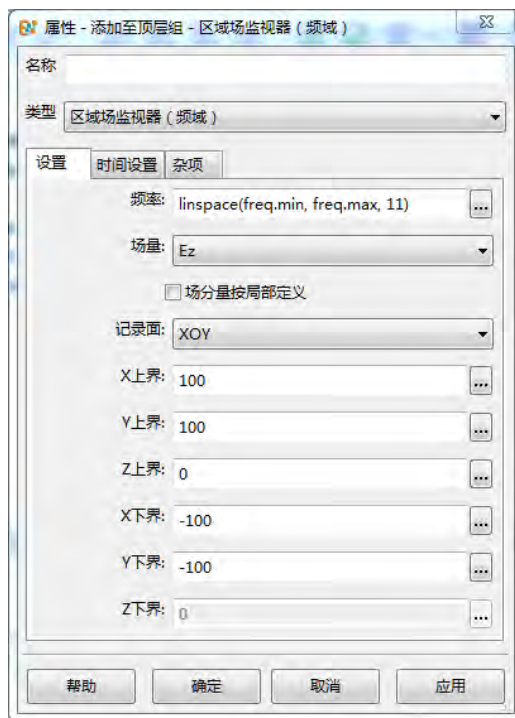 属性 - 添加至顶层组 - 区域场监视器（频域）
名称
类型 区域场监视器（频域）
设置 时间设置 杂项
频率: linspace(freq.min, freq.max, 11) ...
场量: Ez
场分量按局部定义
记录面: XOY
X上界: 100 ...
Y上界: 100 ...
Z上界: 0 ...
X下界: -100 ...
Y下界: -100 ...
Z下界: 0 ...
帮助 确定 取消 应用